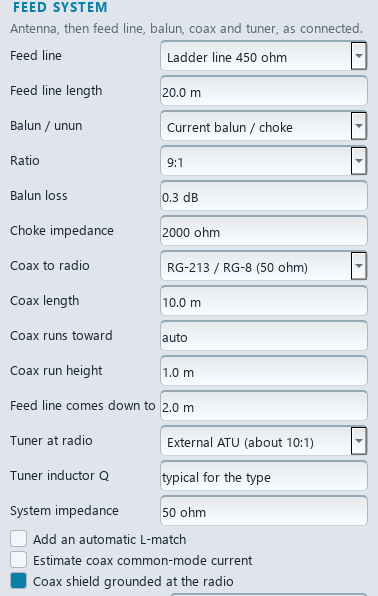 FEED SYSTEM
Antenna, then feed line, balun, coax and tuner, as connected.
Feed line Ladder line 450 ohm
Feed line length 20.0 m
Balun / unun Current balun / choke
Ratio 9:1
Balun loss 0.3 dB
Choke impedance 2000 ohm
Coax to radio RG-213 / RG-8 (50 ohm)
Coax length 10.0 m
Coax runs toward auto
Coax run height 1.0 m
Feed line comes down to 2.0 m
Tuner at radio External ATU (about 10:1)
Tuner inductor Q typical for the type
System impedance 50 ohm
Add an automatic L-match
Estimate coax common-mode current
Coax shield grounded at the radio